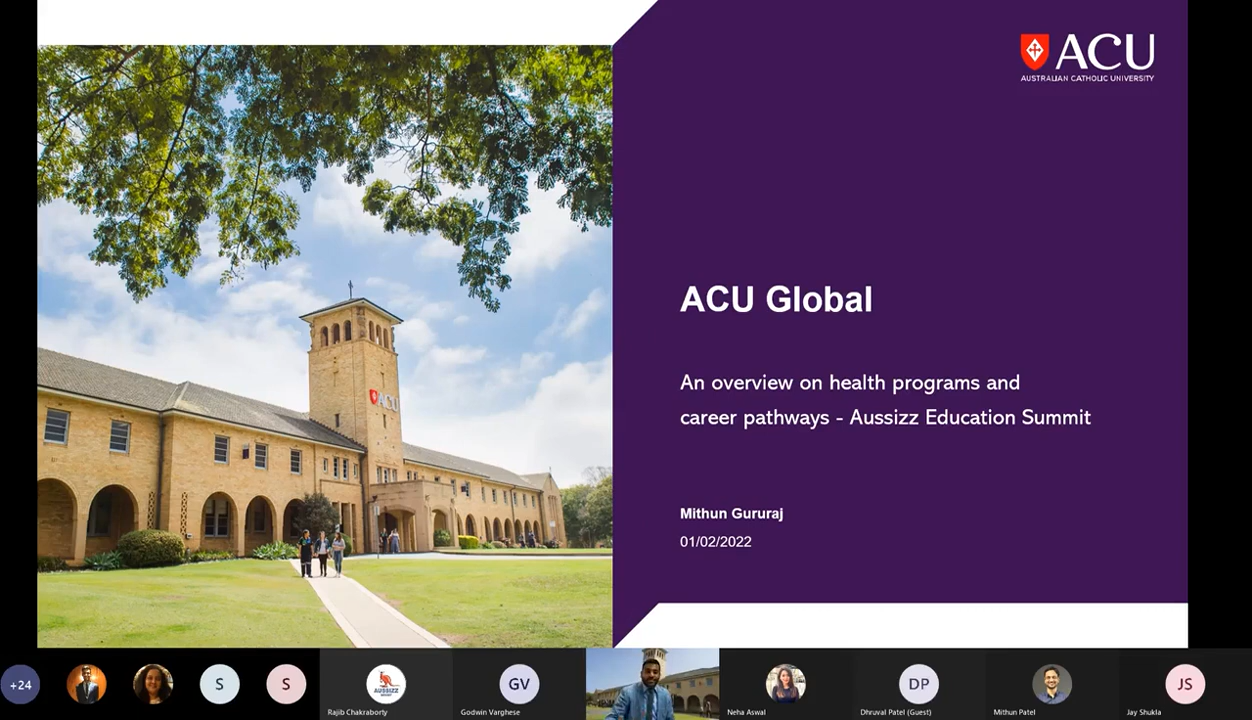 ACU
AUSTRALIAN CATHOLIC UNIVERSITY
ACU
ACU Global
An overview on health programs and
career pathways - Aussizz Education Summit
Mithun Gururaj
01/02/2022
+24
S
S
AUSSIZZ
Rajib Chakraborty
GV
Godwin Varghese
Neha Aswal
DP
Dhruval Patel (Guest)
Mithun Patel
JS
Jay Shukla